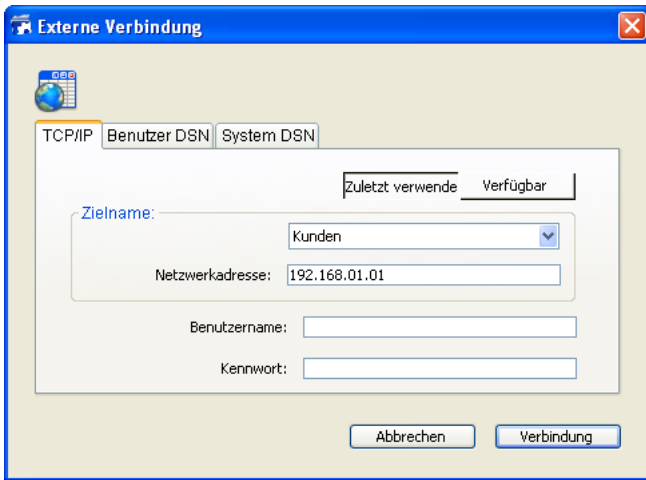 Externe Verbindung
TCP/IP Benutzer DSN System DSN
Zuletzt verwende Verfügbar
Zielname:
Kunden
Netzwerkadresse: 192.168.01.01
Benutzername:
Kennwort:
Abbrechen Verbindung